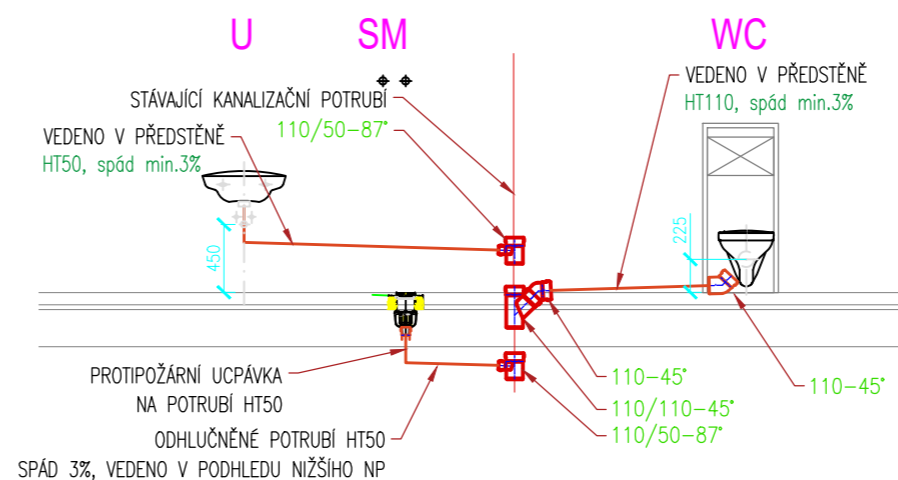 U
SM
WC
STÁVAJÍCÍ KANALIZAČNÍ POTRUBÍ
110/50-87°
VEDENO V PŘEDSTĚNĚ
HT50, spád min.3%
VEDENO V PŘEDSTĚNĚ
HT110, spád min.3%
450
225
PROTIPOŽÁRNÍ UCPÁVKA
NA POTRUBÍ HT50
ODHLUČNĚNÉ POTRUBÍ HT50
SPÁD 3%, VEDENO V PODHLEDU NIŽŠÍHO NP
110-45°
110/110-45°
110/50-87°
110-45°